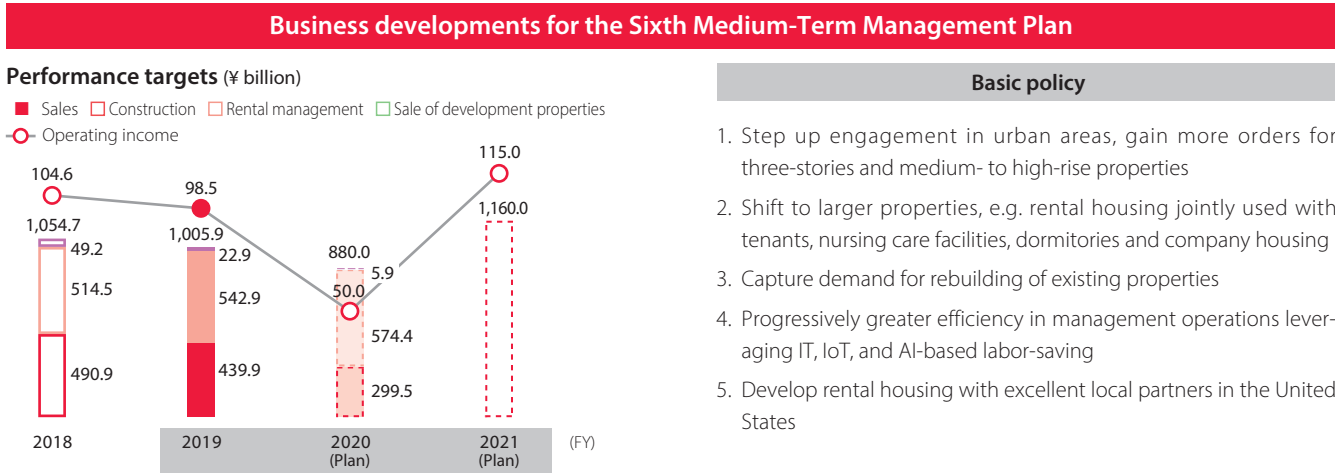 Business developments for the Sixth Medium-Term Management Plan
Performance targets (¥ billion)
Sales Construction Rental management Sale of development properties
Operating income
104.6
98.5
50.0
115.0
1,054.7
49.2
514.5
490.9
1,005.9
22.9
542.9
439.9
880.0
5.9
574.4
299.5
1,160.0
2018
2019
2020
(Plan)
2021
(Plan)
(FY)
Basic policy
1. Step up engagement in urban areas, gain more orders for
three-stories and medium- to high-rise properties
2. Shift to larger properties, e.g. rental housing jointly used with
tenants, nursing care facilities, dormitories and company housing
3. Capture demand for rebuilding of existing properties
4. Progressively greater efficiency in management operations lever-
aging IT, IoT, and AI-based labor-saving
5. Develop rental housing with excellent local partners in the United
States